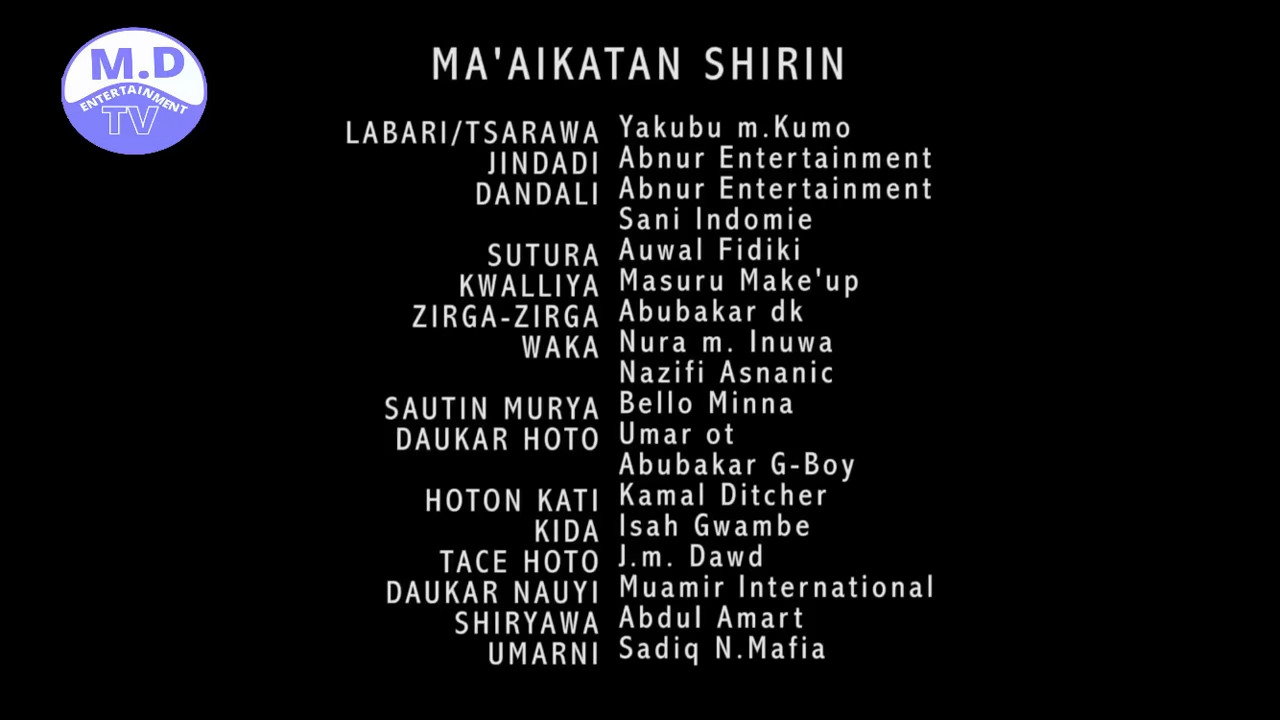 M.D
ENTERTAINMENT
TV
MA'AIKATAN SHIRIN
LABARI/TSARAWA Yakubu m.Kumo
JINDADI Abnur Entertainment
DANDALI Abnur Entertainment
Sani Indomie
SUTURA Auwal Fidiki
KWALLIYA Masuru Make'up
ZIRGA-ZIRGA Abubakar dk
WAKA Nura m. Inuwa
Nazifi Asnanic
SAUTIN MURYA Bello Minna
DAUKAR HOTO Umar ot
Abubakar G-Boy
HOTON KATI Kamal Ditcher
KIDA Isah Gwambe
TACE HOTO J.m. Dawd
DAUKAR NAUYI Muamir International
SHIRYAWA Abdul Amart
UMARNI Sadiq N.Mafia